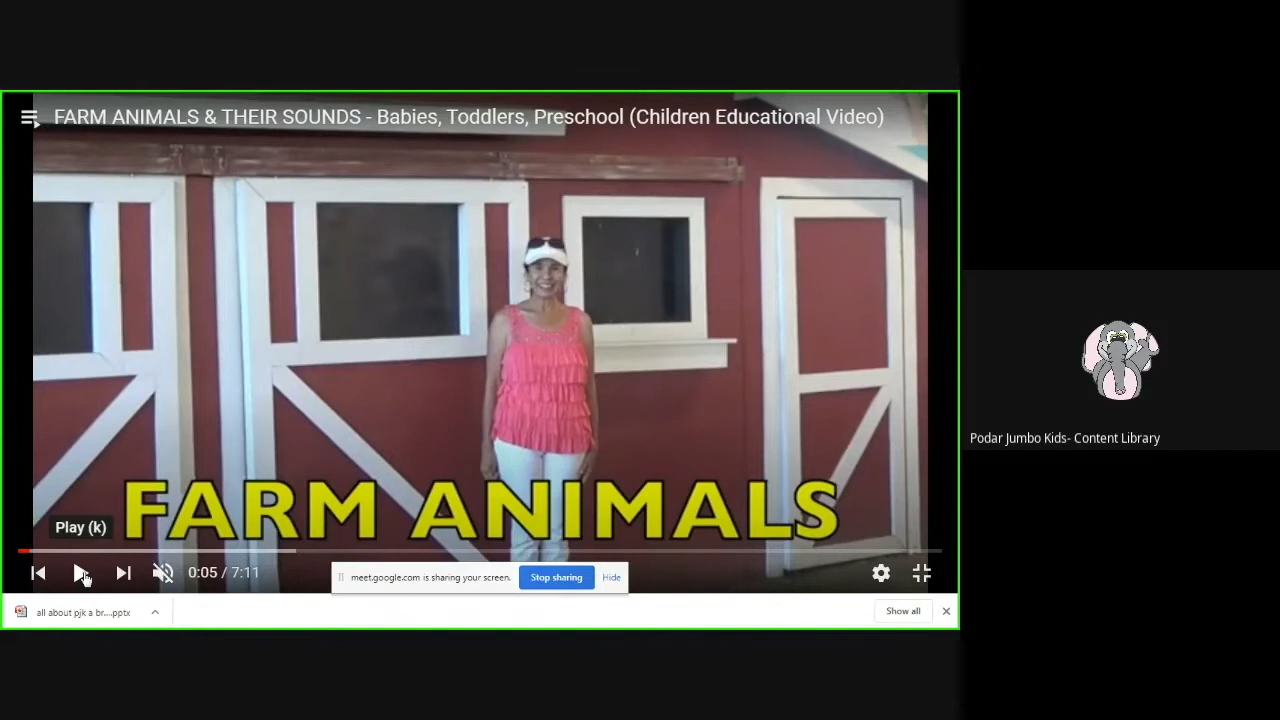 FARM ANIMALS & THEIR SOUNDS - Babies, Toddlers, Preschool (Children Educational Video)
Podar Jumbo Kids- Content Library
FARM ANIMALS
Play (k)
0:05 / 7:11
meet.google.com is sharing your screen.
Stop sharing
Hide
all about pjk a br....pptx
Show all